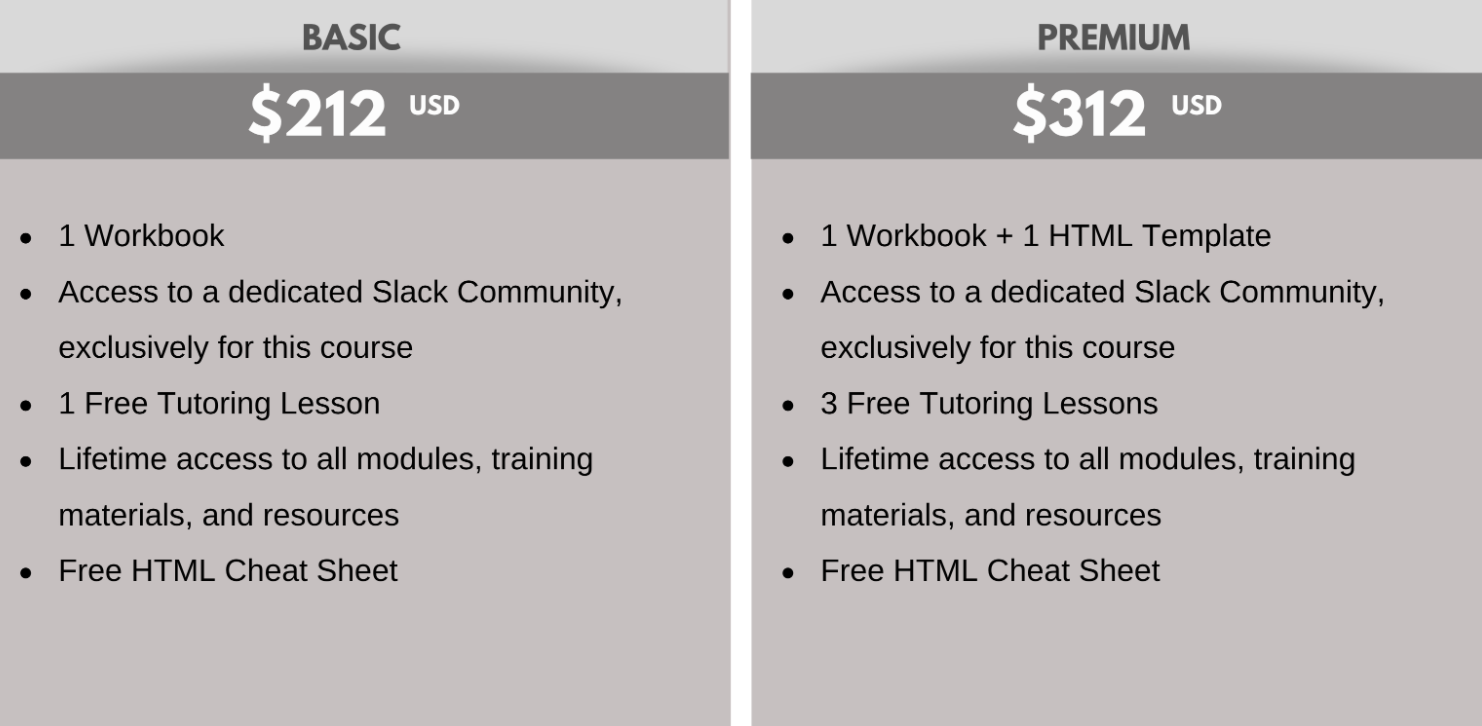 BASIC
$212 USD
• 1 Workbook
• Access to a dedicated Slack Community,
exclusively for this course
• 1 Free Tutoring Lesson
• Lifetime access to all modules, training
materials, and resources
• Free HTML Cheat Sheet
PREMIUM
$312 USD
• 1 Workbook + 1 HTML Template
• Access to a dedicated Slack Community,
exclusively for this course
• 3 Free Tutoring Lessons
• Lifetime access to all modules, training
materials, and resources
• Free HTML Cheat Sheet